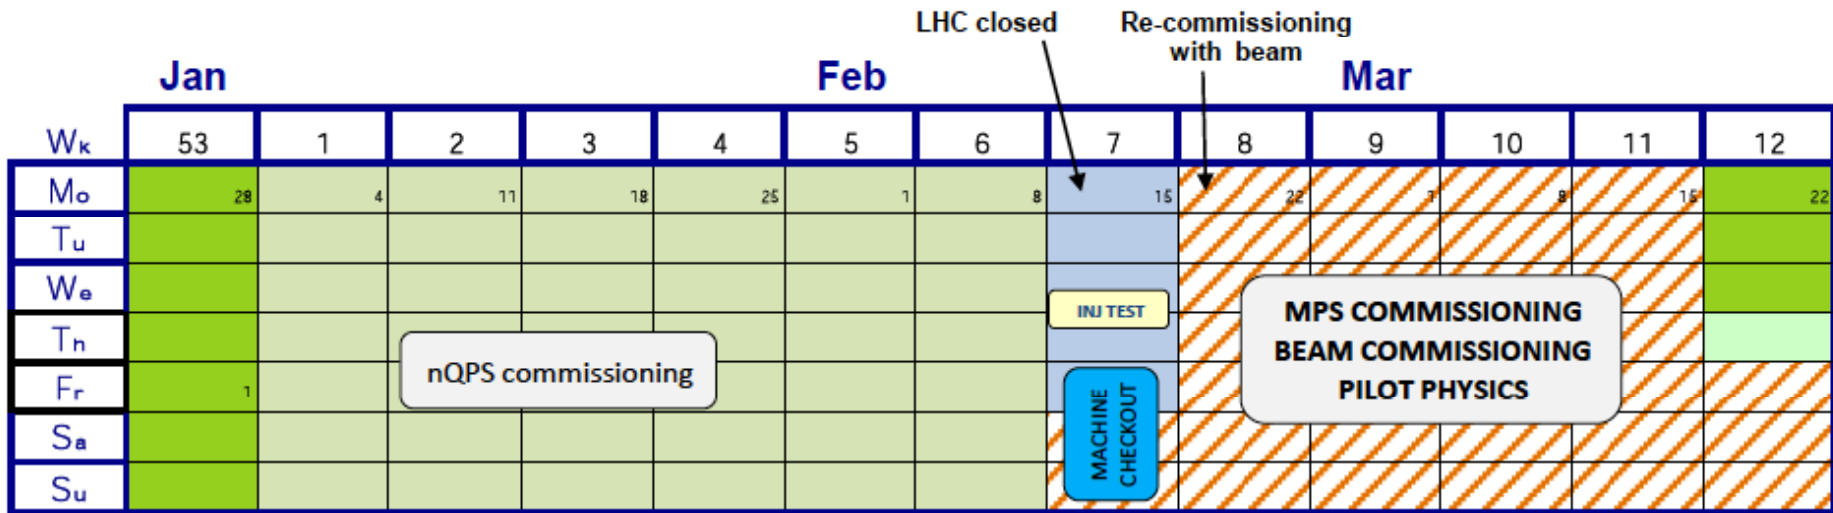 LHC closed
Re-commissioning
with beam
Jan Feb Mar
Wk 53 1 2 3 4 5 6 7 8 9 10 11 12
Mo 28 4 11 18 25 1 8 15 22 1 8 15 22
Tu
We
INJ TEST
Th
nQPS commissioning
MPS COMMISSIONING
BEAM COMMISSIONING
PILOT PHYSICS
Fr 1
MACHINE
CHECKOUT
Sa
Su